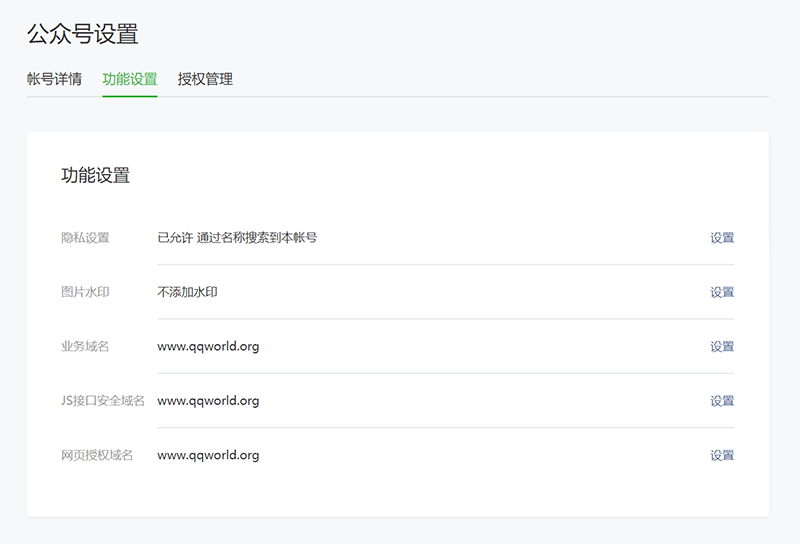 公众号设置
帐号详情 功能设置 授权管理
功能设置
隐私设置 已允许 通过名称搜索到本帐号 设置
图片水印 不添加水印 设置
业务域名 www.qqworld.org 设置
JS接口安全域名 www.qqworld.org 设置
网页授权域名 www.qqworld.org 设置